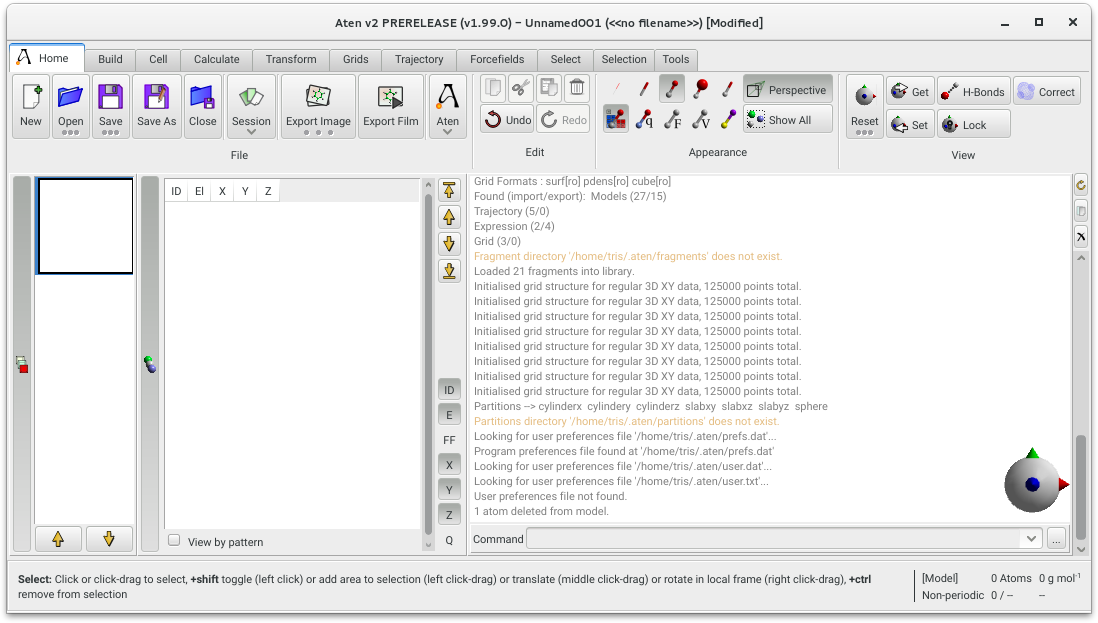 Aten v2 PRERELEASE (v1.99.0) – Unnamed001 (<<no filename>>) [Modified]
Home Build Cell Calculate Transform Grids Trajectory Forcefields Select Selection Tools
New Open Save Save As Close Session Export Image Export Film Aten
File
Undo Redo
Edit
Perspective
q F V Show All
Appearance
Reset Get H-Bonds Correct
Set Lock
View
ID El X Y Z
ID
E
FF
X
Y
Z
Q
View by pattern
Grid Formats : surf[ro] pdens[ro] cube[ro]
Found (import/export): Models (27/15)
Trajectory (5/0)
Expression (2/4)
Grid (3/0)
Fragment directory '/home/tris/.aten/fragments' does not exist.
Loaded 21 fragments into library.
Initialised grid structure for regular 3D XY data, 125000 points total.
Initialised grid structure for regular 3D XY data, 125000 points total.
Initialised grid structure for regular 3D XY data, 125000 points total.
Initialised grid structure for regular 3D XY data, 125000 points total.
Initialised grid structure for regular 3D XY data, 125000 points total.
Initialised grid structure for regular 3D XY data, 125000 points total.
Initialised grid structure for regular 3D XY data, 125000 points total.
Initialised grid structure for regular 3D XY data, 125000 points total.
Partitions --> cylinderx cylindery cylinderz slabxy slabxz slabyz sphere
Partitions directory '/home/tris/.aten/partitions' does not exist.
Looking for user preferences file '/home/tris/.aten/prefs.dat'...
Program preferences file found at '/home/tris/.aten/prefs.dat'
Looking for user preferences file '/home/tris/.aten/user.dat'...
Looking for user preferences file '/home/tris/.aten/user.txt'...
User preferences file not found.
1 atom deleted from model.
Command ...
Select: Click or click-drag to select, +shift toggle (left click) or add area to selection (left click-drag) or translate (middle click-drag) or rotate in local frame (right click-drag), +ctrl
remove from selection
[Model] 0 Atoms 0 g mol⁻¹
Non-periodic 0 / -- --